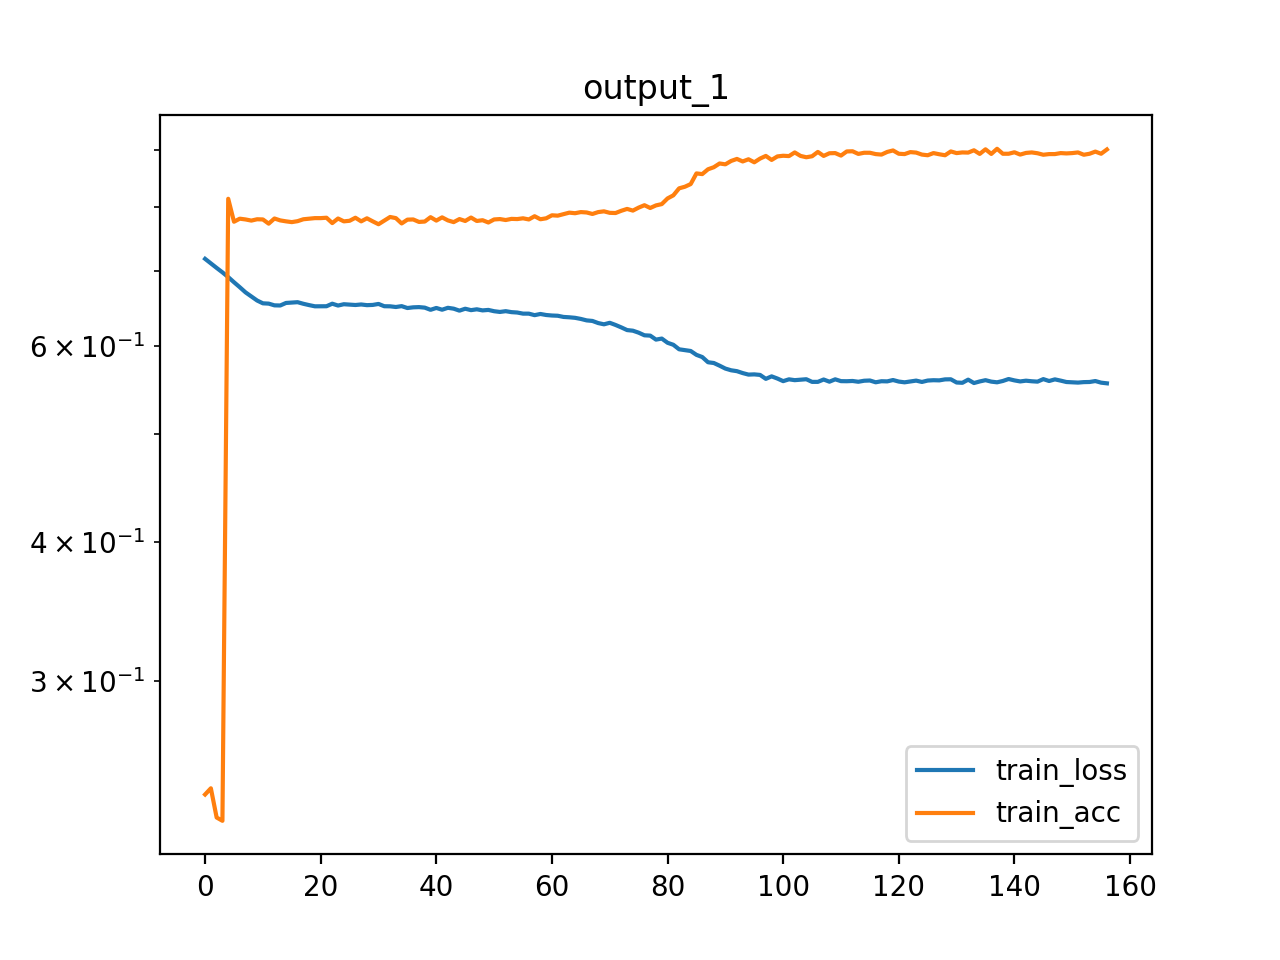 output_1
6 × 10⁻¹
4 × 10⁻¹
3 × 10⁻¹
train_loss
train_acc
0 20 40 60 80 100 120 140 160